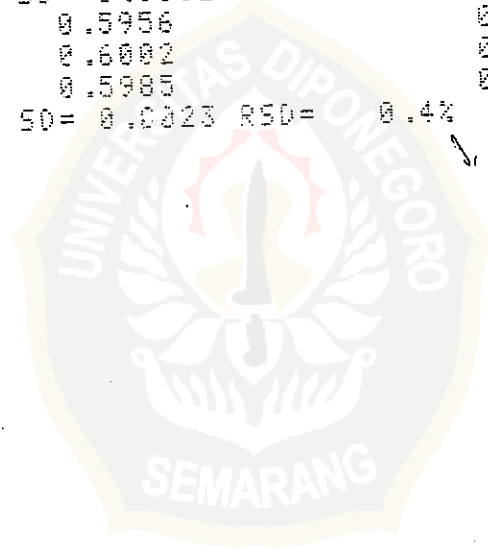 0.5956
0.6002
0.5985
SD= 0.0023 RSD= 0.4%
UNIVERSITAS DIPONEGORO
SEMARANG